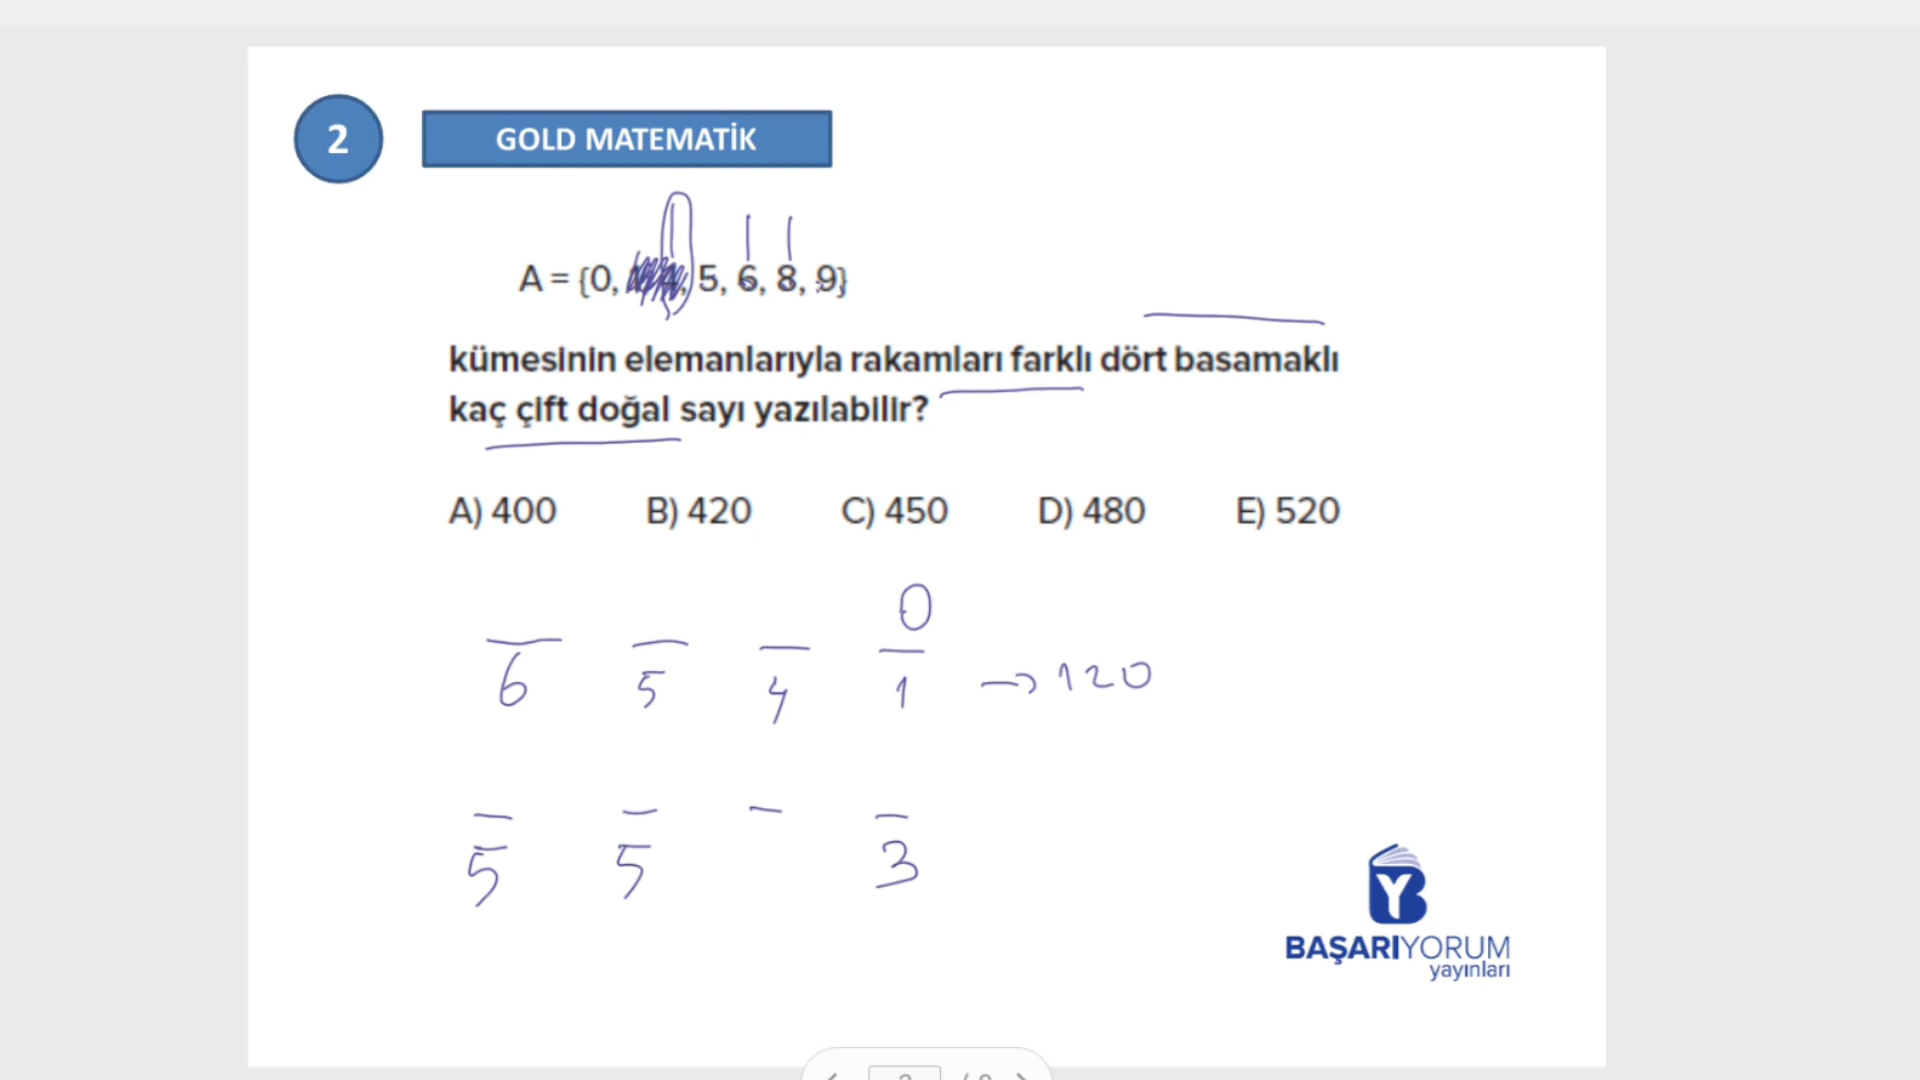 2
GOLD MATEMATİK
A = {0, 4, 5, 6, 8, 9}
kümesinin elemanlarıyla rakamları farklı dört basamaklı
kaç çift doğal sayı yazılabilir?
A) 400 B) 420 C) 450 D) 480 E) 520
0
6 5 4 1 → 120
5 5 3
BAŞARIYORUM
yayınları